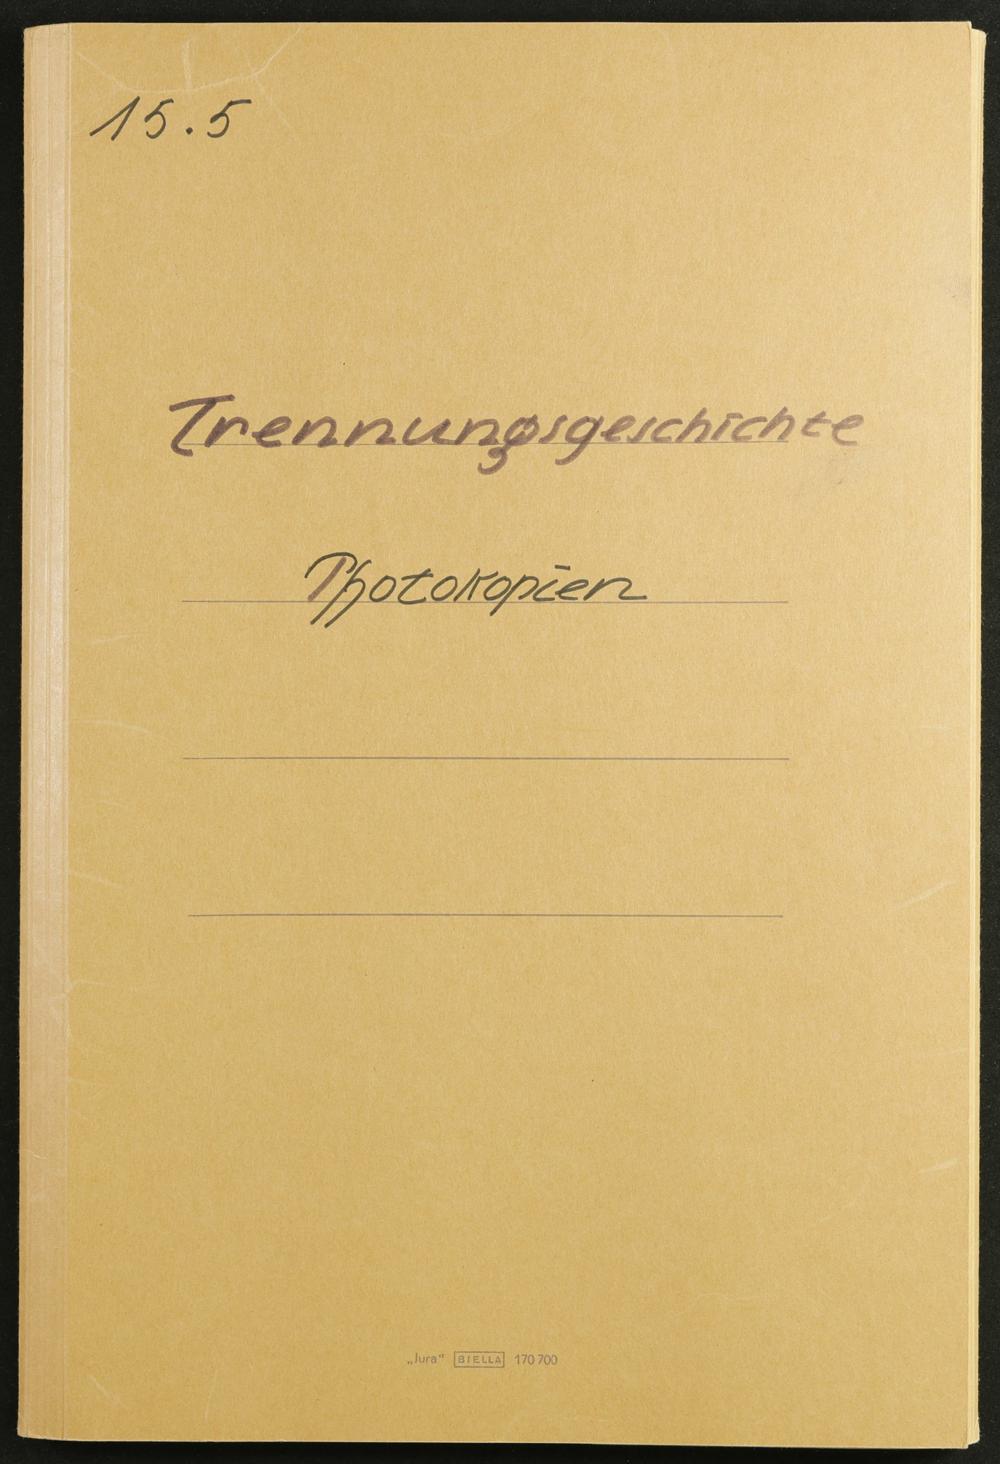 15.5
Trennungsgeschichte
Photokopien
„Jura“ BIELLA 170 700